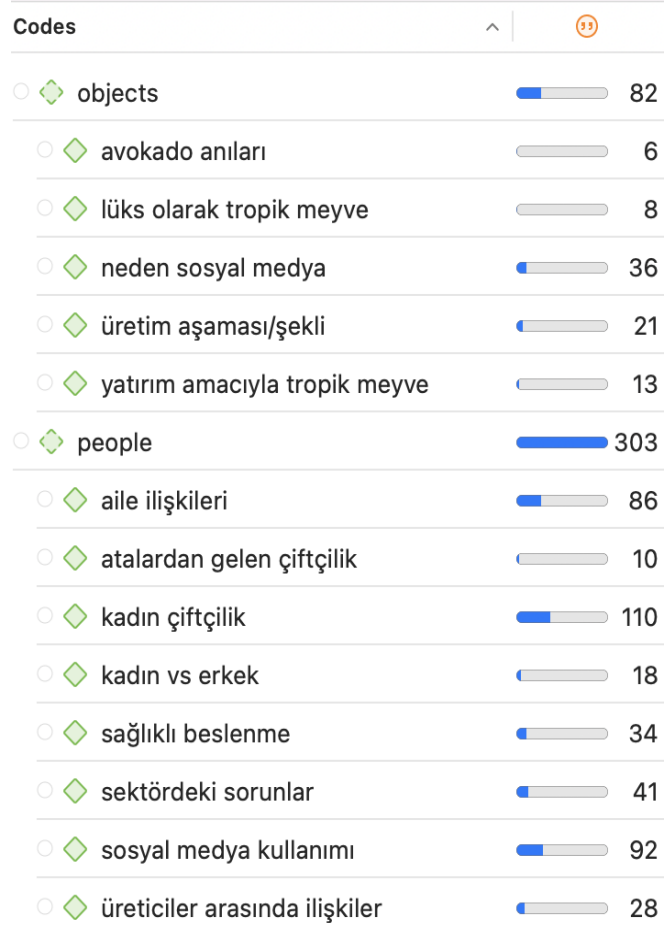 Codes
objects 82
avokado anıları 6
lüks olarak tropik meyve 8
neden sosyal medya 36
üretim aşaması/şekli 21
yatırım amacıyla tropik meyve 13
people 303
aile ilişkileri 86
atalardan gelen çiftçilik 10
kadın çiftçilik 110
kadın vs erkek 18
sağlıklı beslenme 34
sektördeki sorunlar 41
sosyal medya kullanımı 92
üreticiler arasında ilişkiler 28